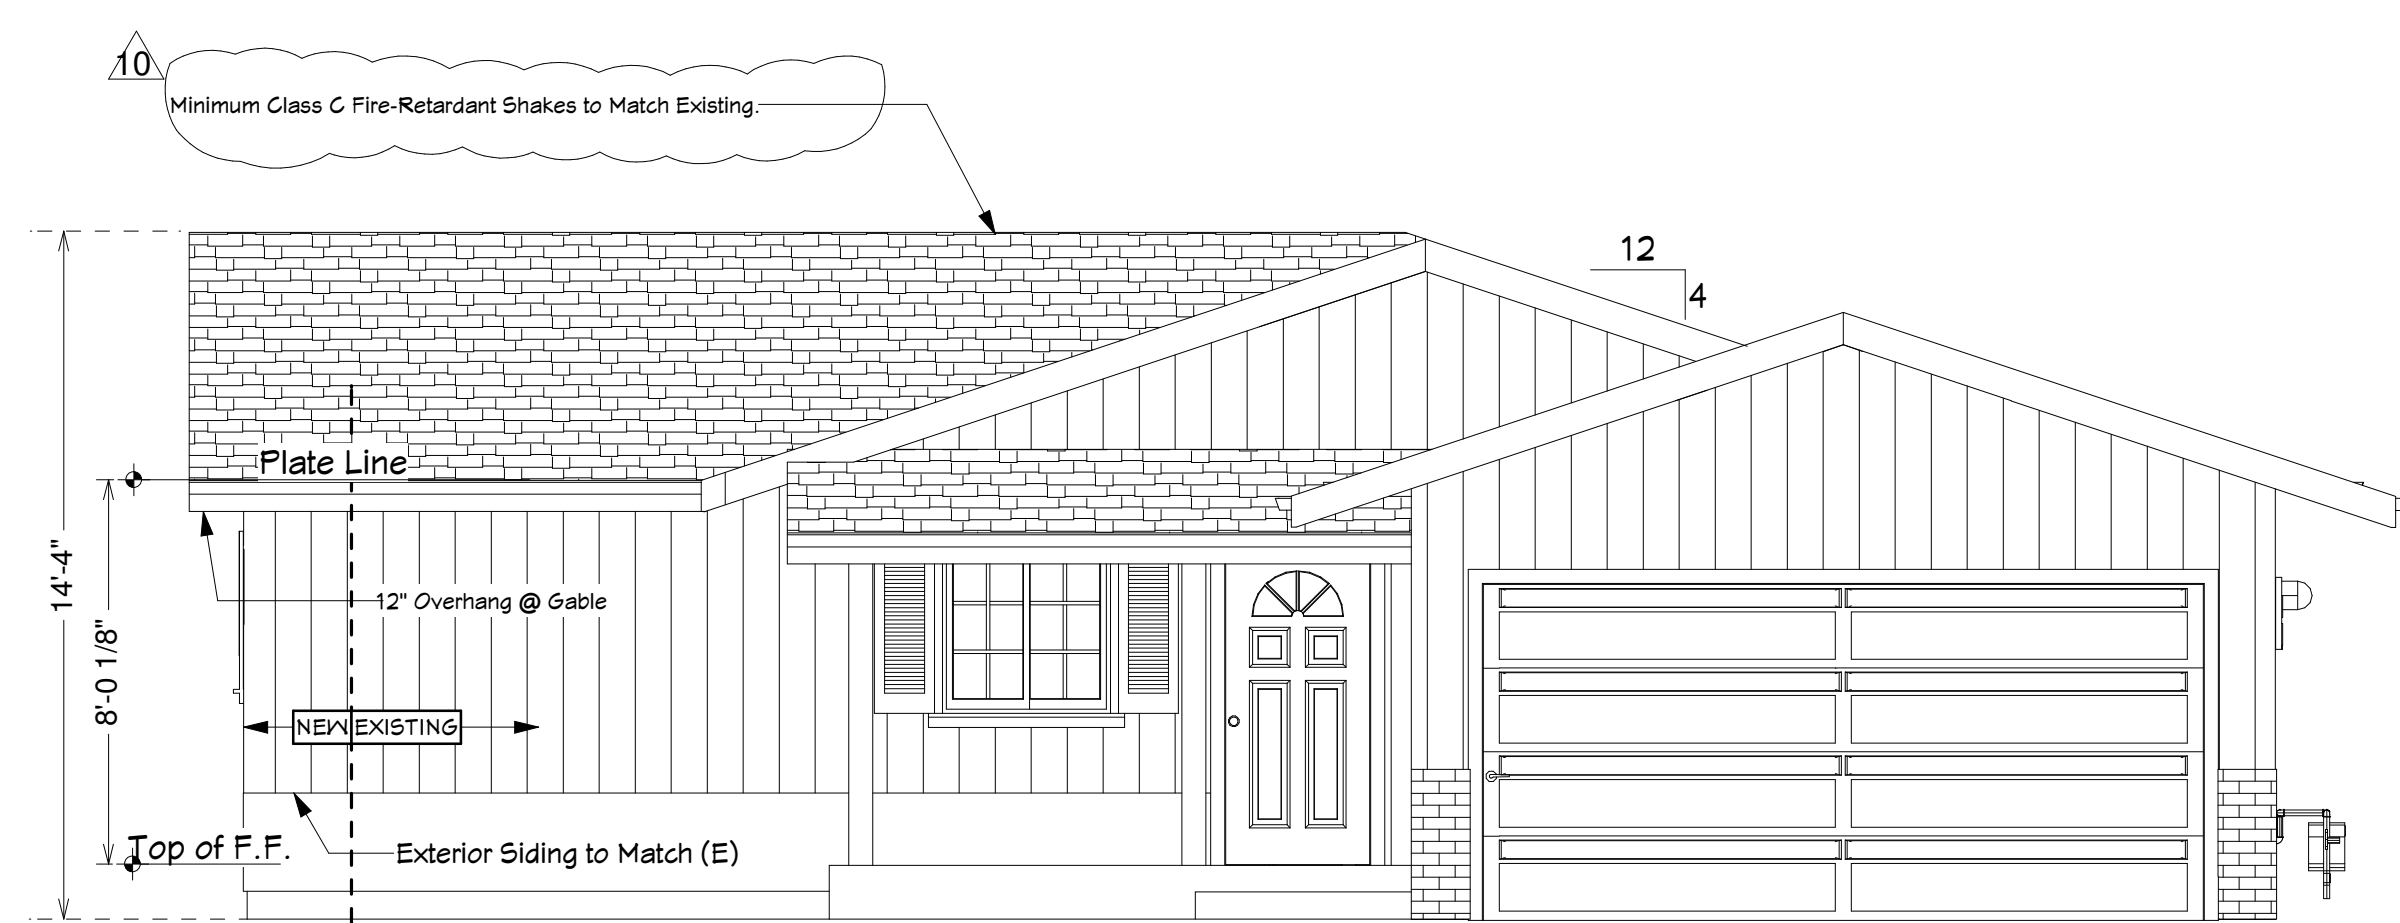 10
Minimum Class C Fire-Retardant Shakes to Match Existing.
12
4
Plate Line
14'-4"
8'-0 1/8"
12" Overhang @ Gable
NEW EXISTING
Top of F.F.
Exterior Siding to Match (E)